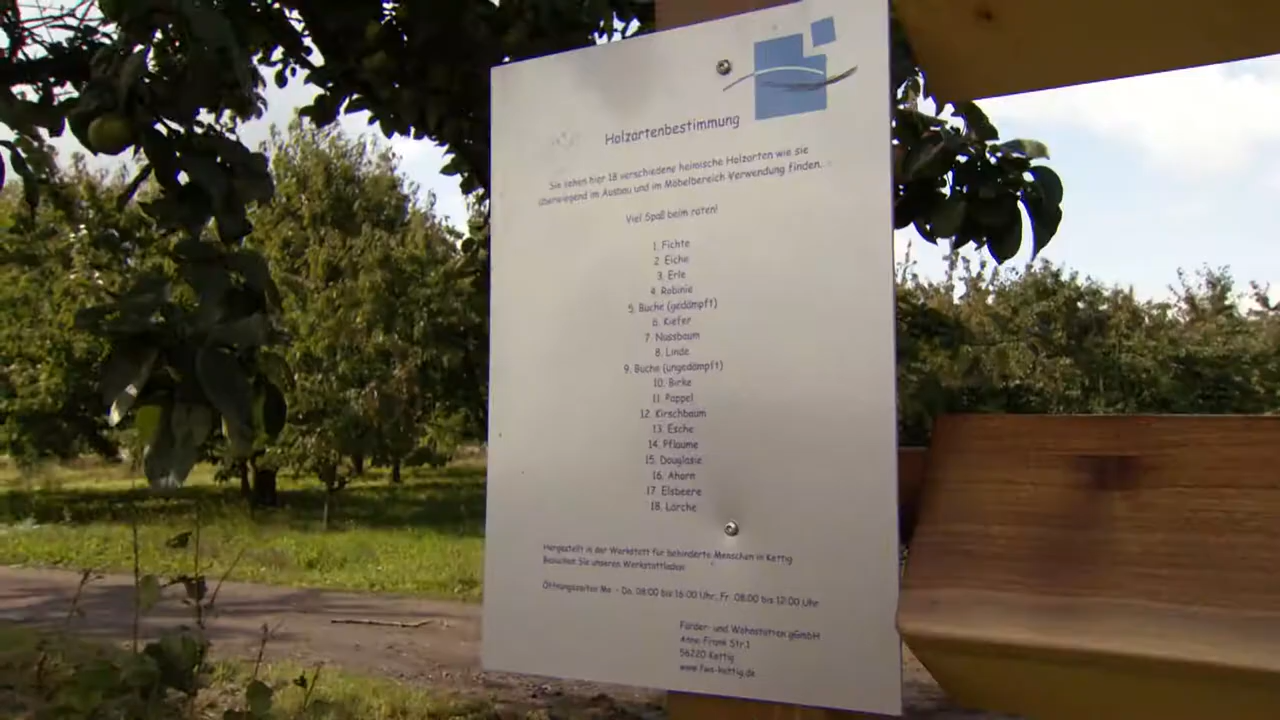 Holzartenbestimmung
Sie sehen hier 18 verschiedene heimische Holzarten wie sie
überwiegend im Ausbau und im Möbelbereich Verwendung finden.
Viel Spaß beim raten!
1. Fichte
2 Eiche
3. Erle
4. Robinie
5. Buche (gedämpft)
6. Kiefer
7. Nussbaum
8. Linde
9. Buche (ungedämpft)
10. Birke
11. Pappel
12. Kirschbaum
13. Esche
14. Pflaume
15. Douglasie
16. Ahorn
17. Elsbeere
18. Lärche
Hergestellt in der Werkstatt für behinderte Menschen in Kettig
Besuchen Sie unseren Werkstattladen
Öffnungszeiten Mo. - Do. 08:00 bis 16:00 Uhr, Fr. 08:00 bis 12:00 Uhr
Förder- und Wohnstätten gGmbH
Anne Frank Str.1
56220 Kettig
www.fws-kettig.de